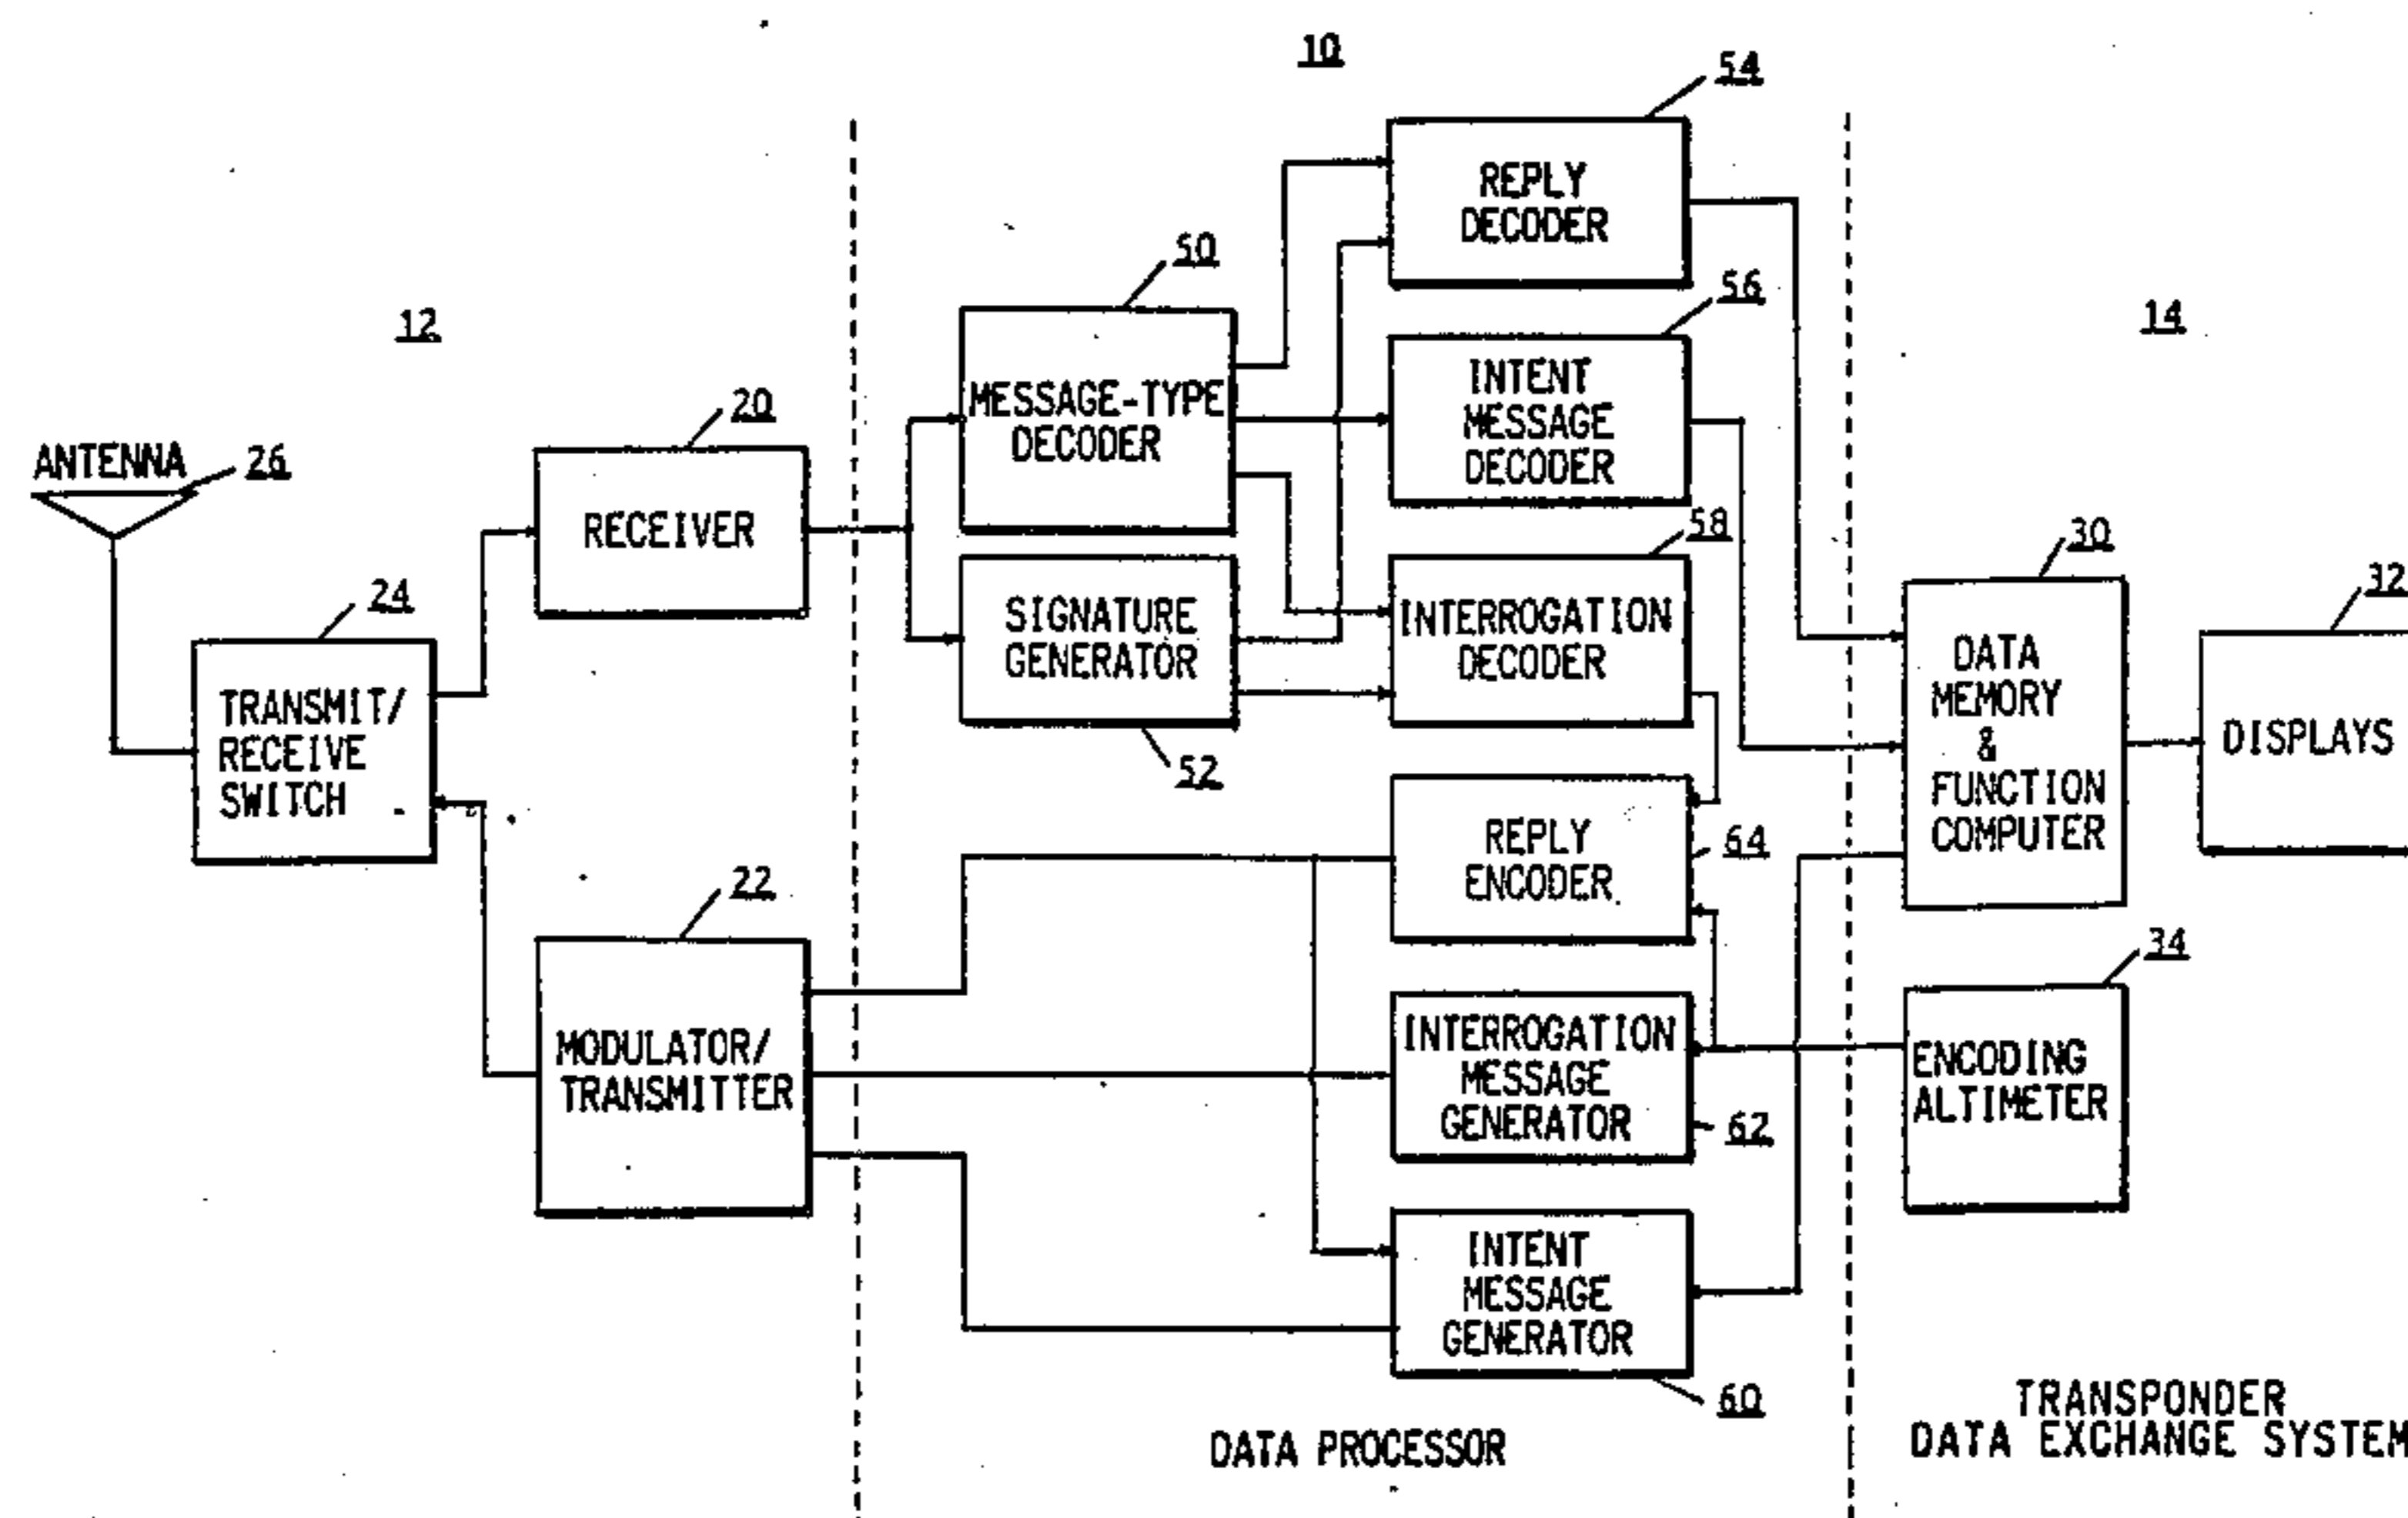 10
54
REPLY
DECODER
50
56
12
14
INTENT
MESSAGE
DECODER
MESSAGE-TYPE
DECODER
20
ANTENNA
26
RECEIVER
58
30
32
24
SIGNATURE
GENERATOR
INTERROGATION
DECODER
DATA
MEMORY
&
FUNCTION
COMPUTER
DISPLAYS
TRANSMIT/
RECEIVE
SWITCH
52
REPLY
ENCODER
64
22
34
MODULATOR/
TRANSMITTER
INTERROGATION
MESSAGE
GENERATOR
62
ENCODING
ALTIMETER
INTENT
MESSAGE
GENERATOR
60
DATA PROCESSOR
TRANSPONDER
DATA EXCHANGE SYSTEM